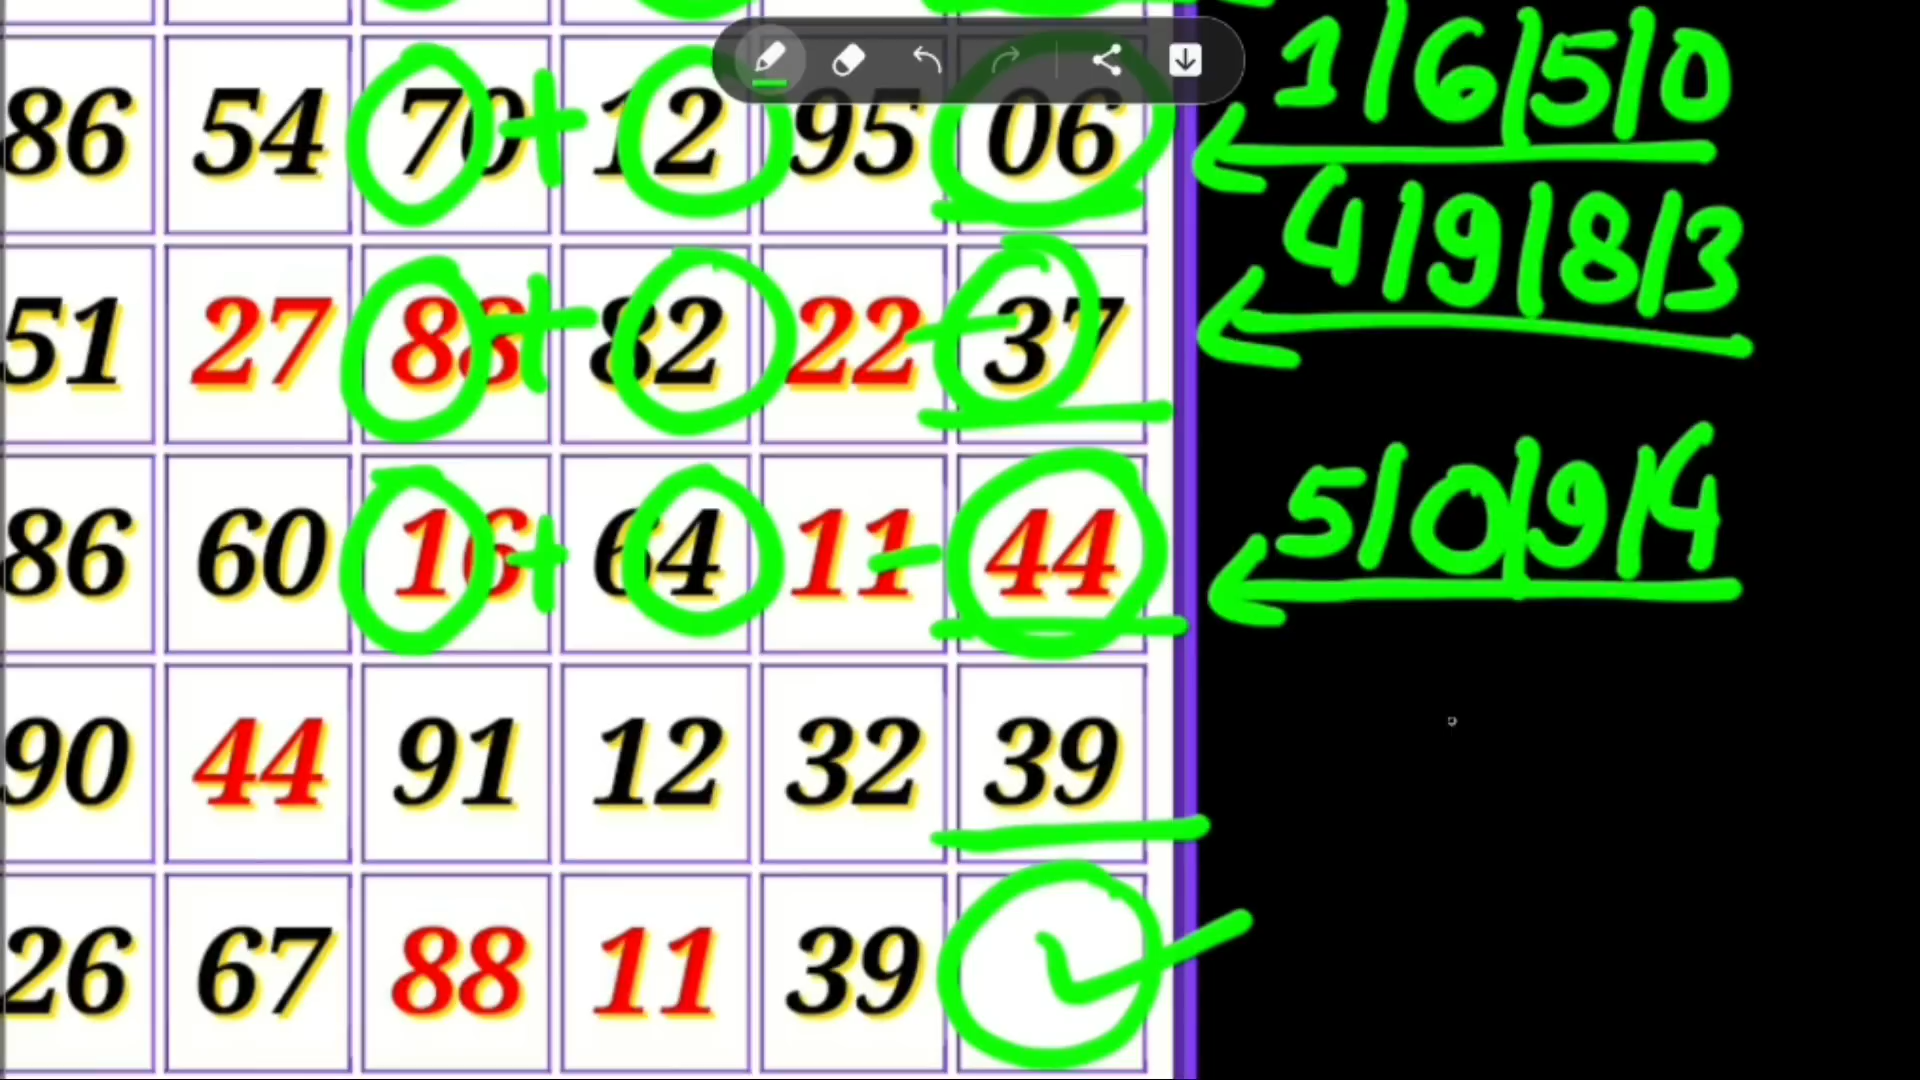 1/6/5/0
86 54 70 + 12 95 06
4/9/8/3
51 27 88 + 82 22 - 37
5/0/9/4
86 60 16 + 64 11 - 44
90 44 91 12 32 39
26 67 88 11 39